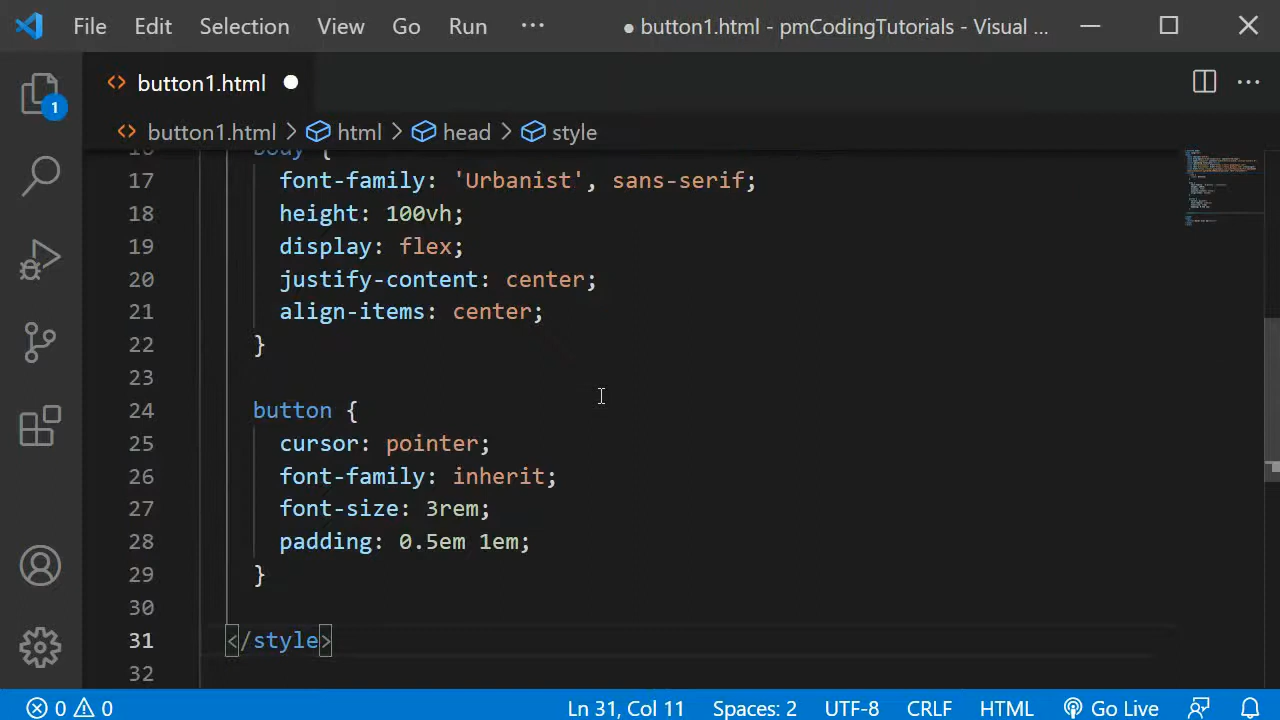 File Edit Selection View Go Run ··· ● button1.html - pmCodingTutorials - Visual ...
button1.html ●
button1.html > html > head > style
1
16 body {
17 font-family: 'Urbanist', sans-serif;
18 height: 100vh;
19 display: flex;
20 justify-content: center;
21 align-items: center;
22 }
23
24 button {
25 cursor: pointer;
26 font-family: inherit;
27 font-size: 3rem;
28 padding: 0.5em 1em;
29 }
30
31 </style>
32
0 0 Ln 31, Col 11 Spaces: 2 UTF-8 CRLF HTML Go Live